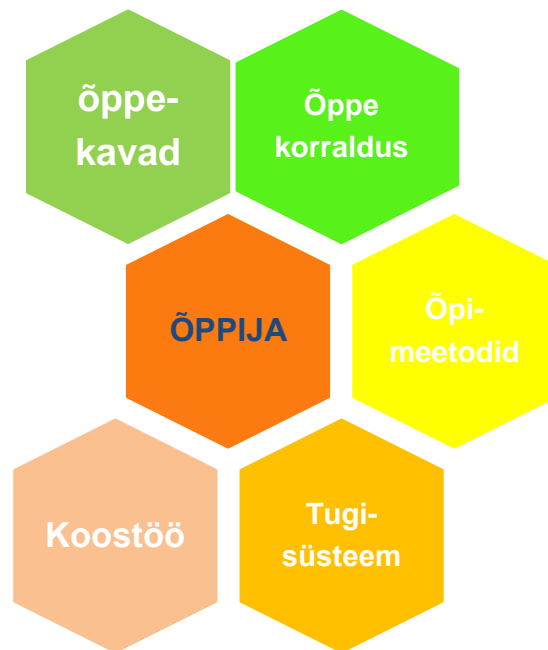 õppe-
kavad
Õppe
korraldus
ÕPPIJA
Õpi-
meetodid
Koostöö
Tugi-
süsteem